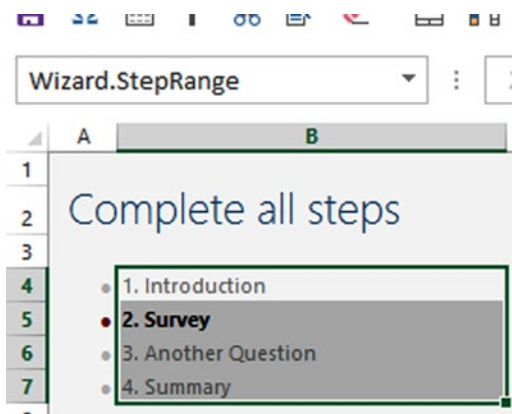 Wizard.StepRange
A B
1
2 Complete all steps
3
4 1. Introduction
5 2. Survey
6 3. Another Question
7 4. Summary